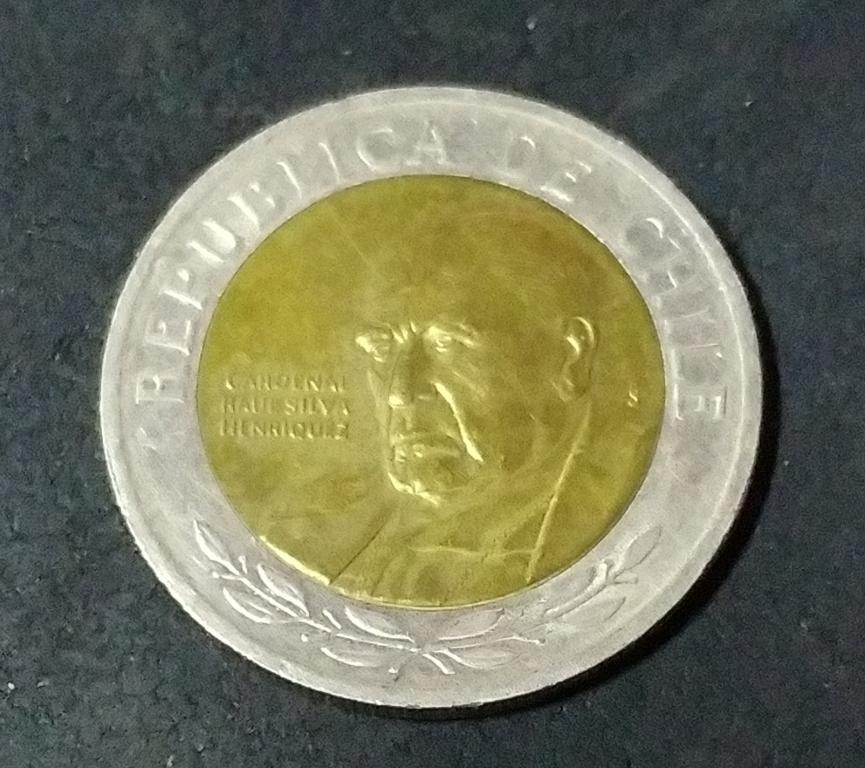 REPUBLICA DE CHILE
CARDENAL
RAUL SILVA
HENRIQUEZ
S